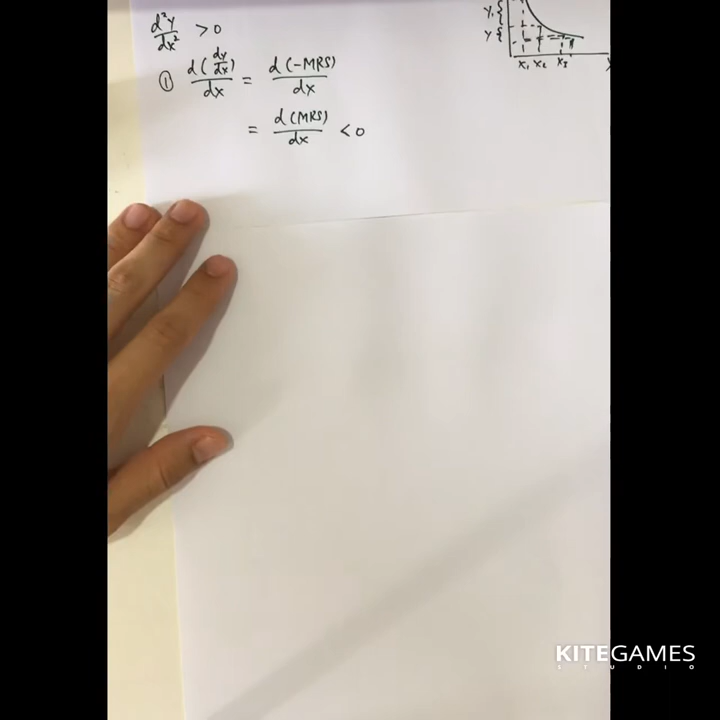 d²y/dx² > 0
① d(dy/dx)/dx = d(-MRS)/dx
= d(MRS)/dx < 0
Y₁
Y
x₁ x₂ x₃
KITEGAMES
STUDIO